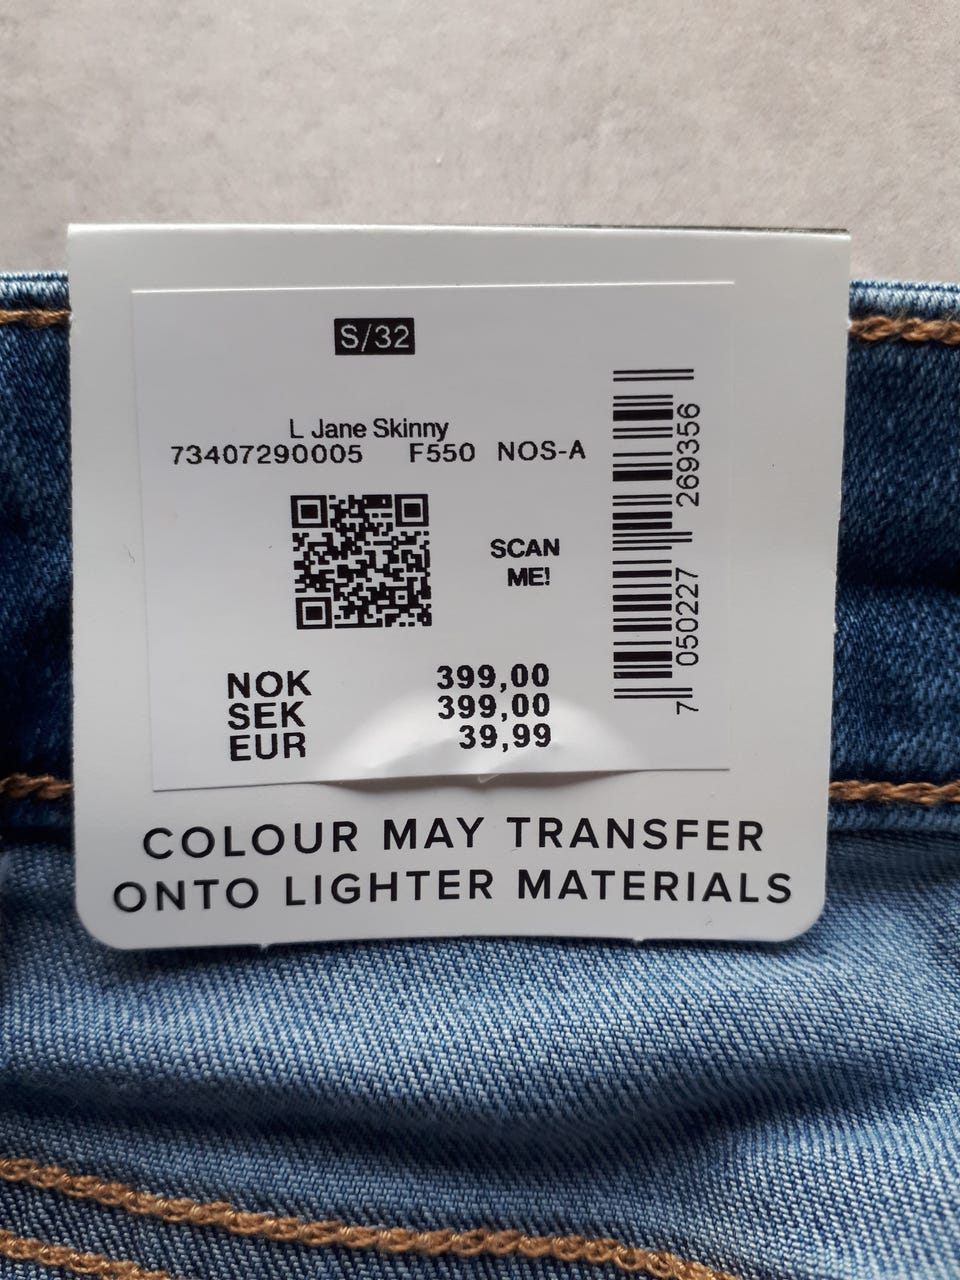 S/32
L Jane Skinny
73407290005 F550 NOS-A
SCAN
ME!
NOK 399,00
SEK 399,00
EUR 39,99
7 050227 269356
COLOUR MAY TRANSFER
ONTO LIGHTER MATERIALS